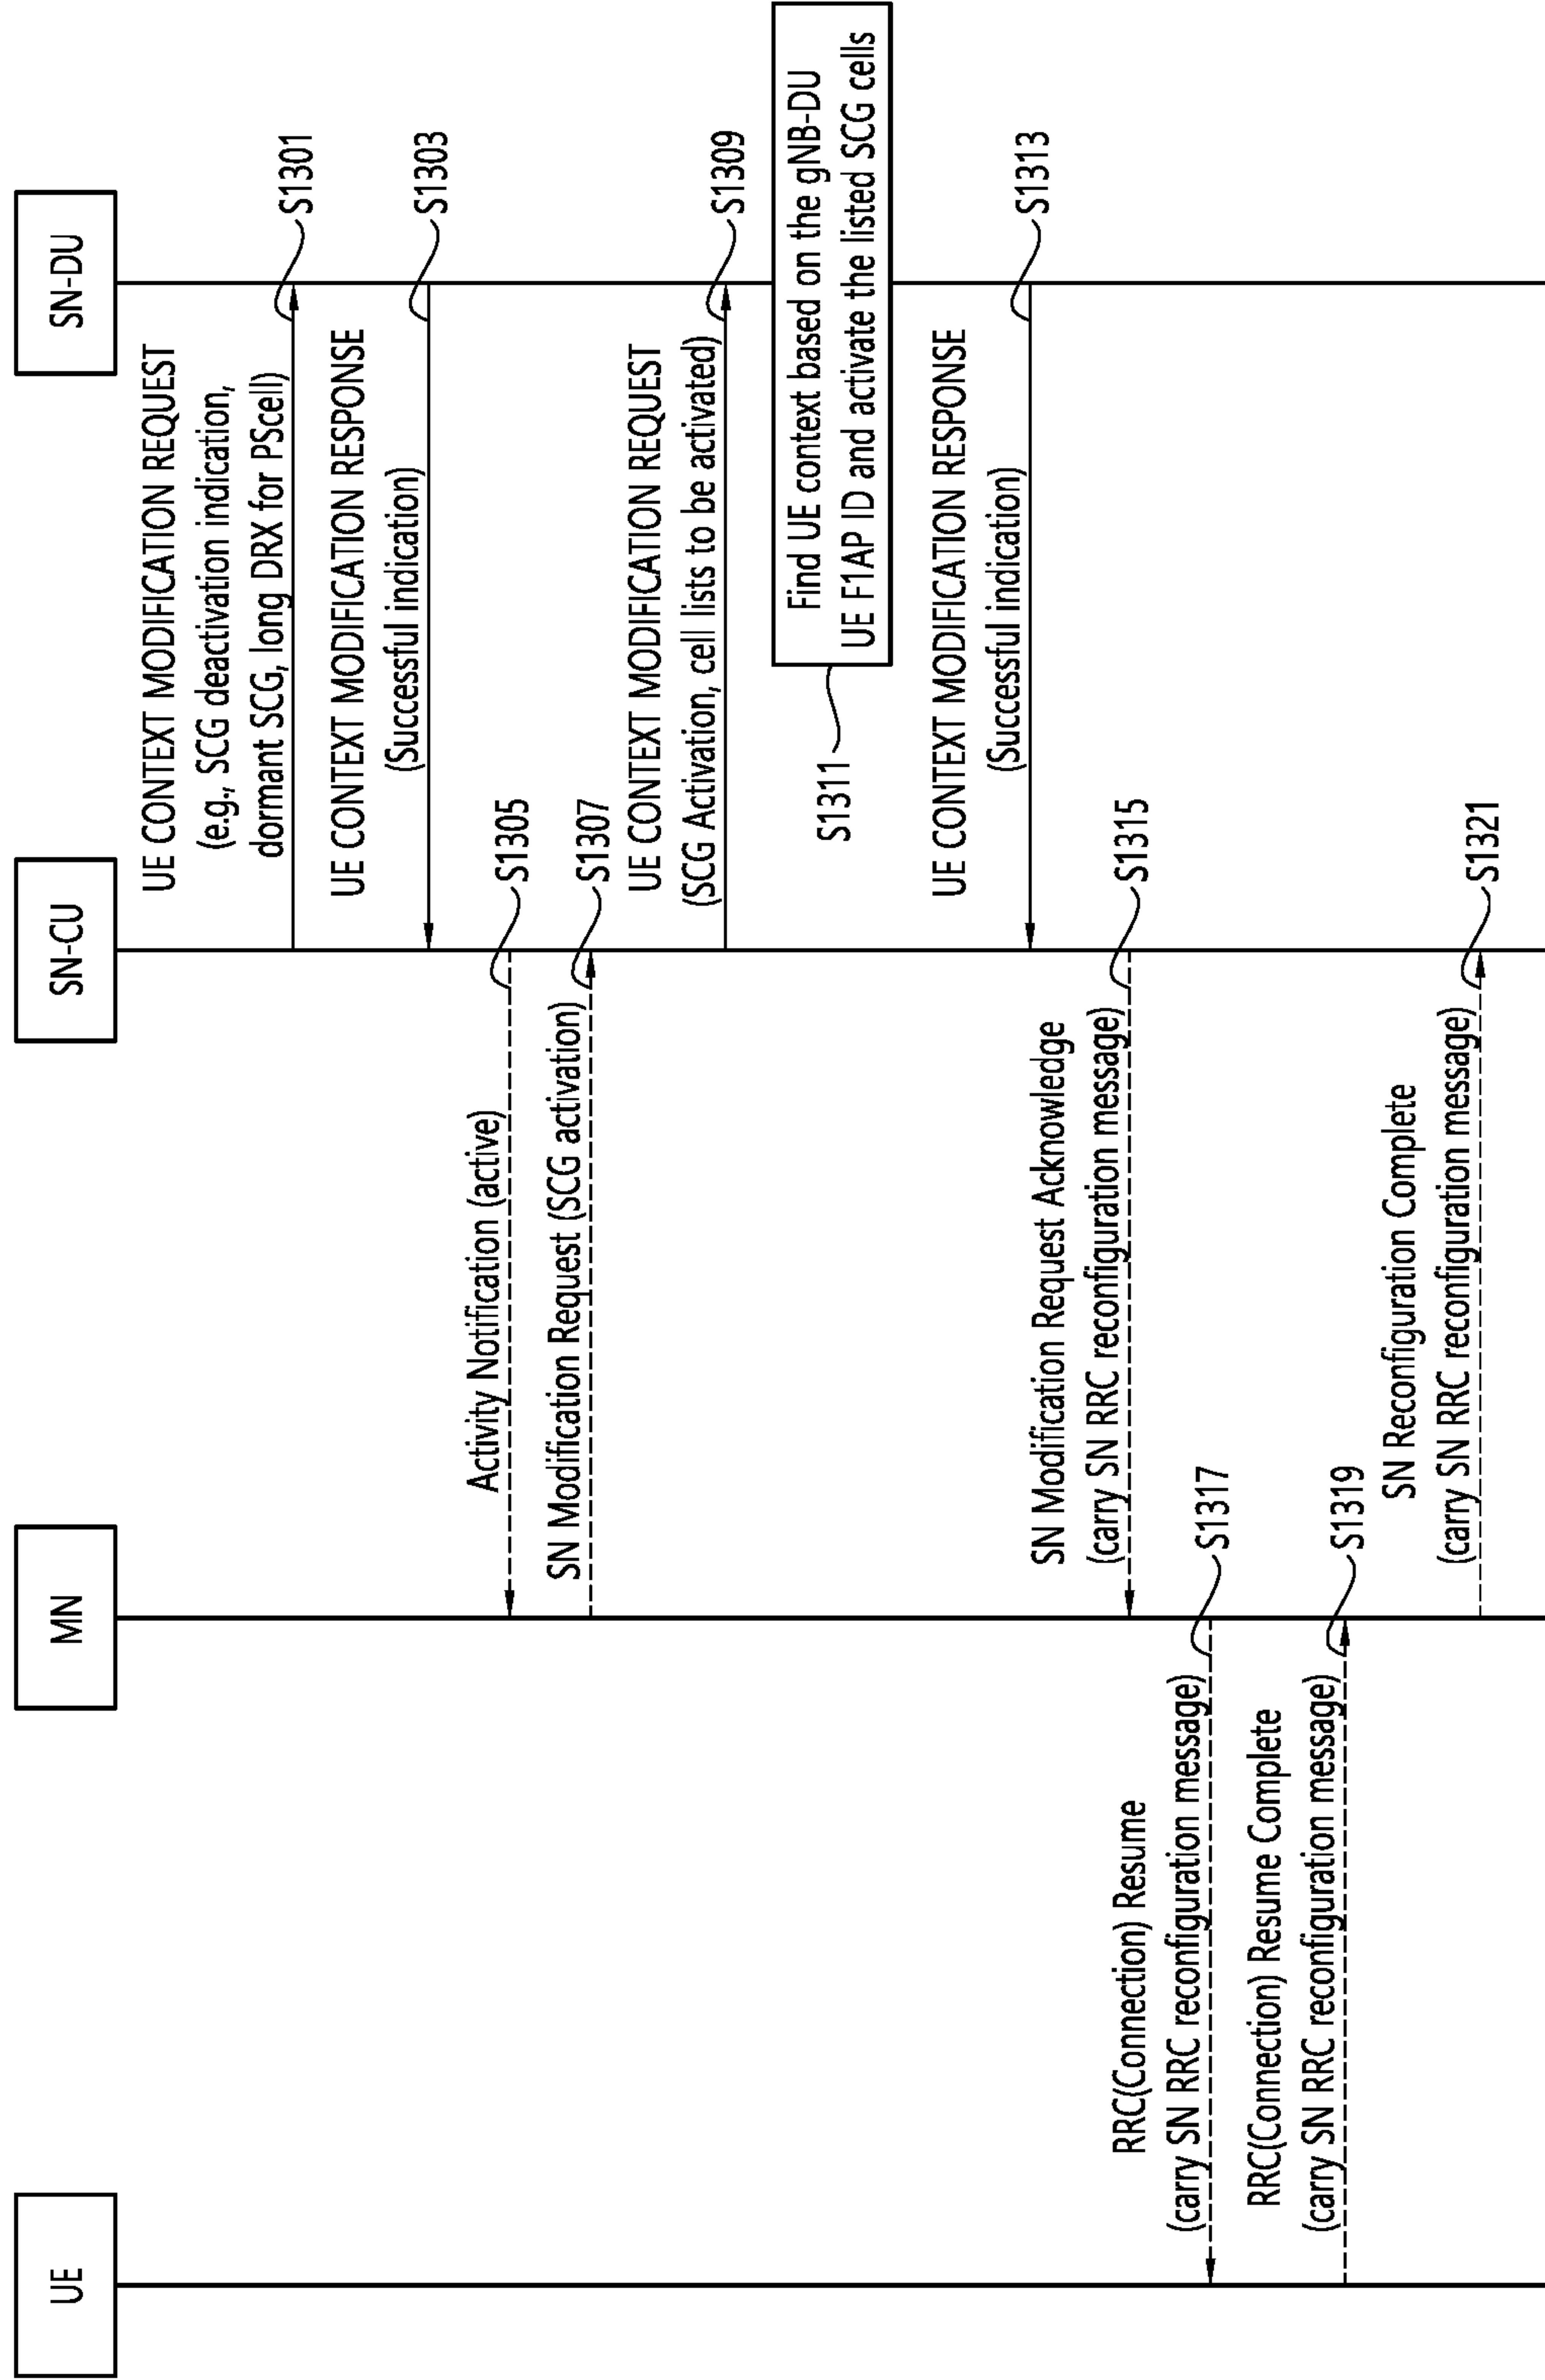 UE
MN
SN-CU
SN-DU
UE CONTEXT MODIFICATION REQUEST
(e.g., SCG deactivation indication,
dormant SCG, long DRX for PScell)
S1301
UE CONTEXT MODIFICATION RESPONSE
(Successful indication)
S1303
Activity Notification (active)
S1305
SN Modification Request (SCG activation)
S1307
UE CONTEXT MODIFICATION REQUEST
(SCG Activation, cell lists to be activated)
S1309
Find UE context based on the gNB-DU
UE F1AP ID and activate the listed SCG cells
S1311
UE CONTEXT MODIFICATION RESPONSE
(Successful indication)
S1313
SN Modification Request Acknowledge
(carry SN RRC reconfiguration message)
S1315
RRC(Connection) Resume
(carry SN RRC reconfiguration message)
S1317
RRC(Connection) Resume Complete
(carry SN RRC reconfiguration message)
S1319
SN Reconfiguration Complete
(carry SN RRC reconfiguration message)
S1321